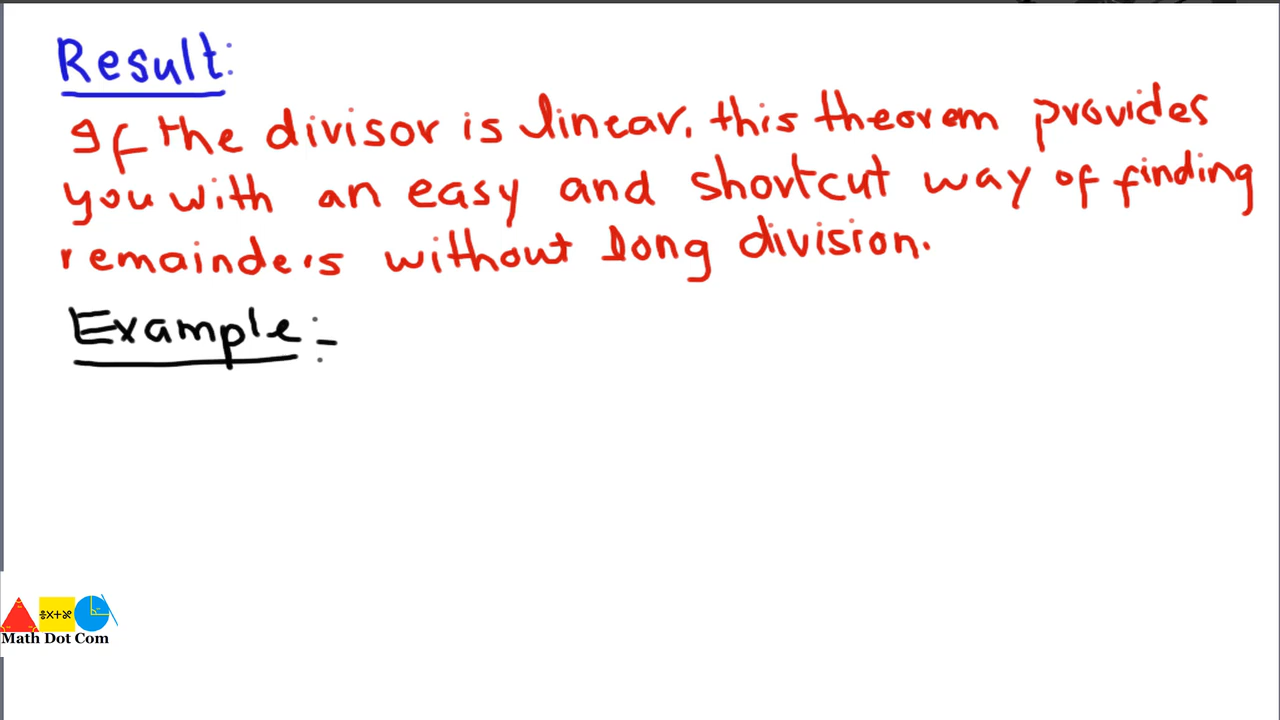 Result:
If the divisor is linear, this theorem provides
you with an easy and shortcut way of finding
remainders without long division.
Example:-
÷x+
Math Dot Com